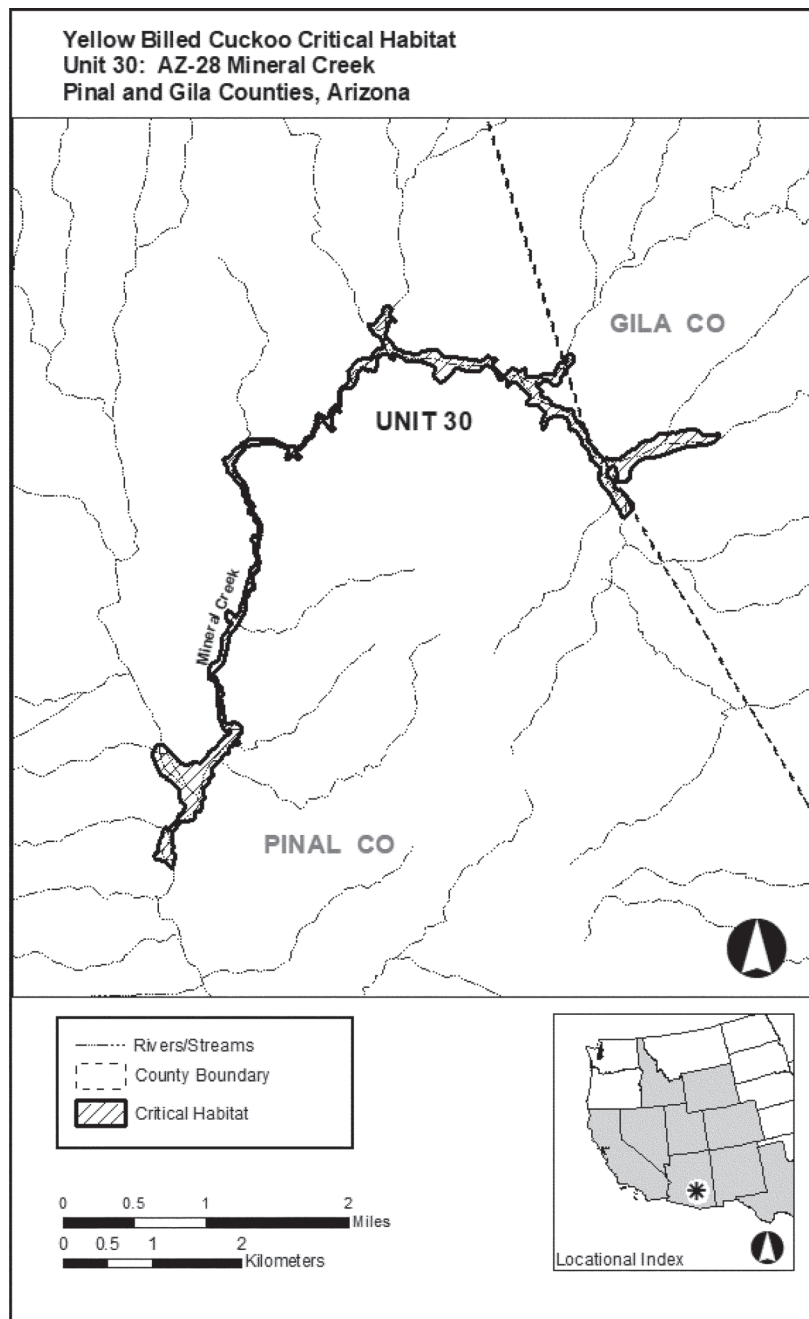 Yellow Billed Cuckoo Critical Habitat
Unit 30: AZ-28 Mineral Creek
Pinal and Gila Counties, Arizona
GILA CO
UNIT 30
Mineral Creek
PINAL CO
Rivers/Streams
County Boundary
Critical Habitat
0 0.5 1 2
Miles
0 0.5 1 2
Kilometers
Locational Index